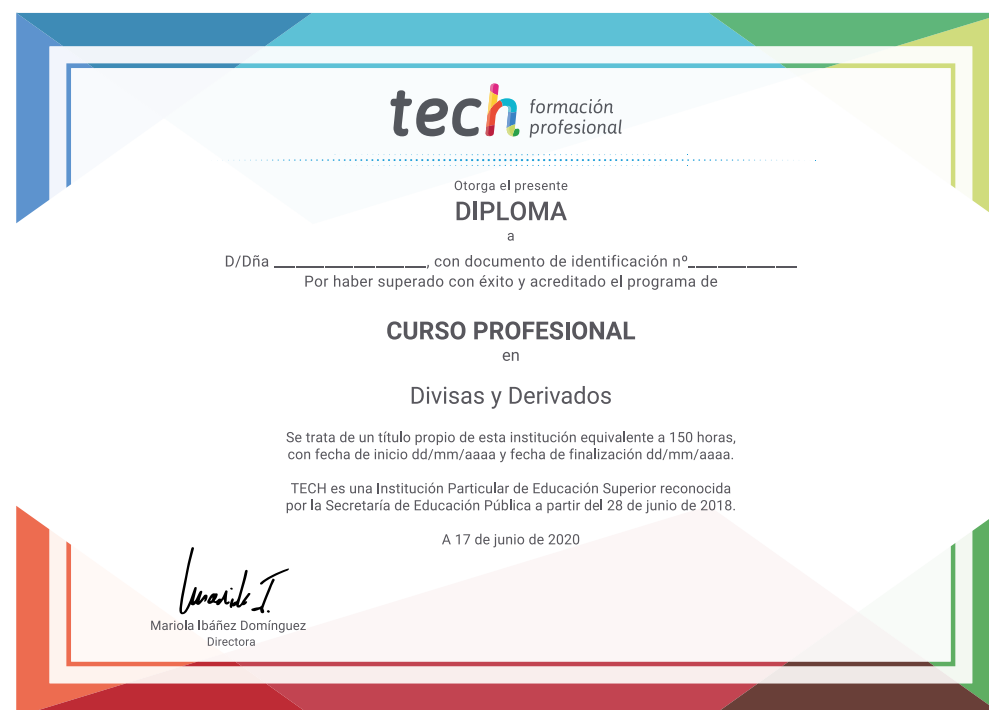 tech formación
profesional
Otorga el presente
DIPLOMA
a
D/Dña ______________, con documento de identificación nº__________
Por haber superado con éxito y acreditado el programa de
CURSO PROFESIONAL
en
Divisas y Derivados
Se trata de un título propio de esta institución equivalente a 150 horas,
con fecha de inicio dd/mm/aaaa y fecha de finalización dd/mm/aaaa.
TECH es una Institución Particular de Educación Superior reconocida
por la Secretaría de Educación Pública a partir del 28 de junio de 2018.
A 17 de junio de 2020
Mariola Ibáñez Domínguez
Directora